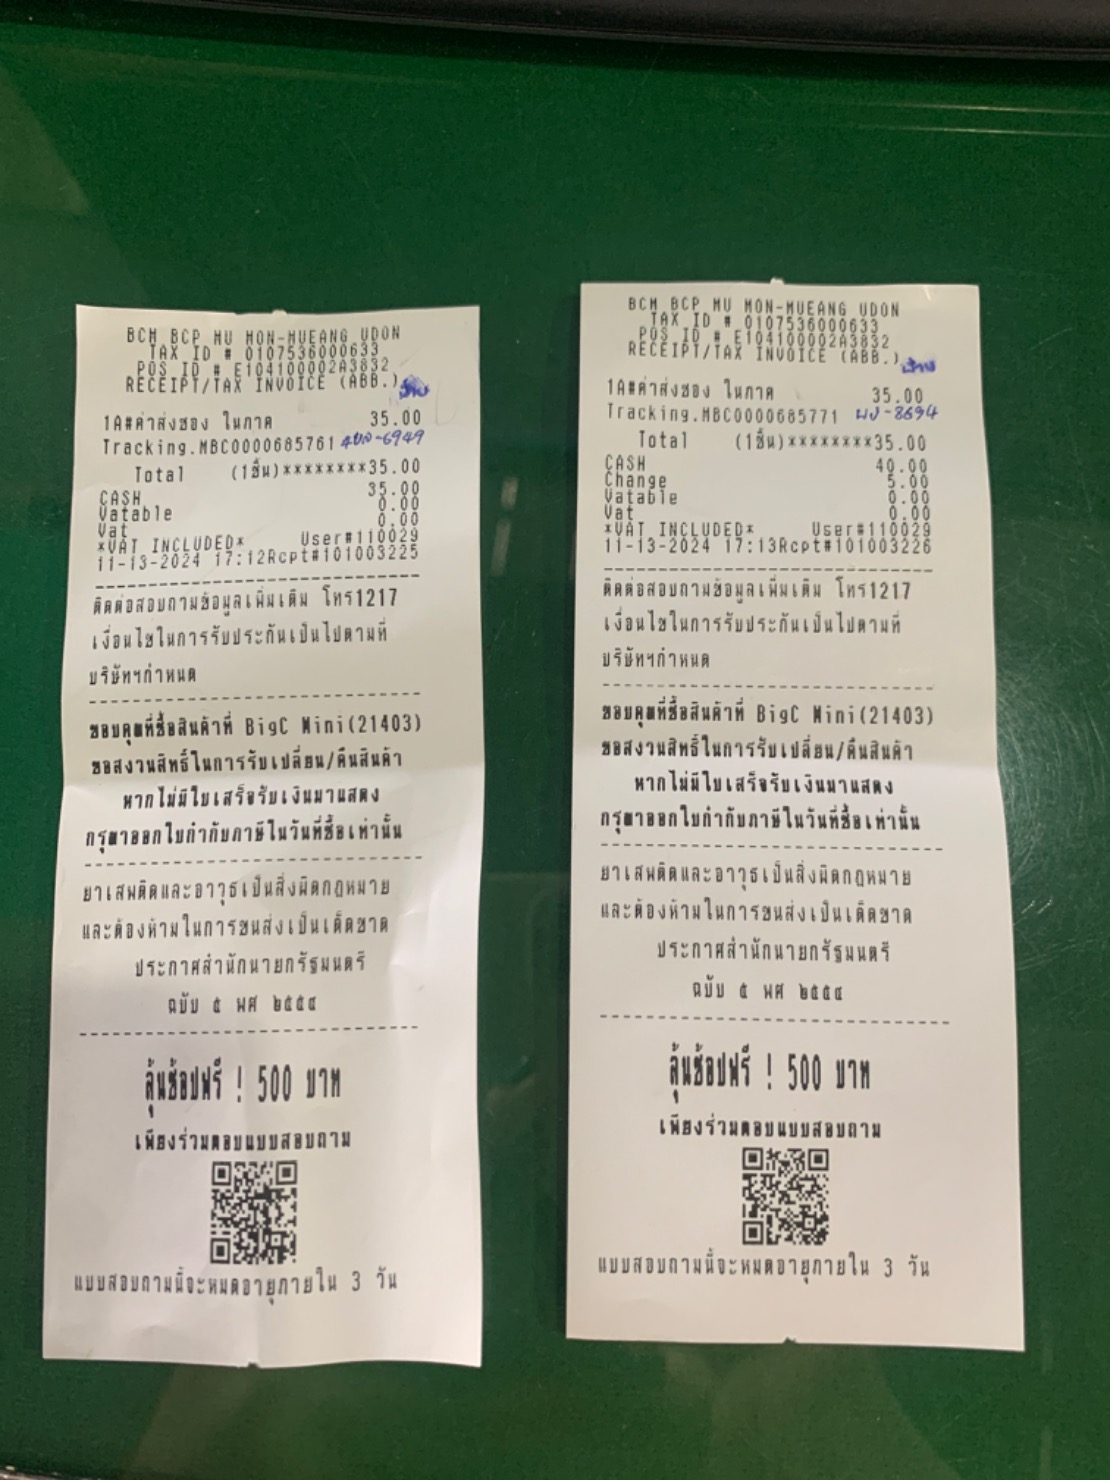 BCM BCP MU MON-MUEANG UDON
TAX ID # 0107536000633
POS ID # E104100002A3832
RECEIPT/TAX INVOICE (ABB.)
1A#ค่าส่งซอง ในภาค 35.00
Tracking.MBC0000685761 -6949
Total (1ชิ้น)********35.00
CASH 35.00
Vatable 0.00
Vat 0.00
*VAT INCLUDED* User#110029
11-13-2024 17:12Rcpt#101003225
ติดต่อสอบถามข้อมูลเพิ่มเติม โทร1217
เงื่อนไขในการรับประกันเป็นไปตามที่
บริษัทฯกำหนด
ขอบคุณที่ซื้อสินค้าที่ BigC Mini(21403)
ขอสงวนสิทธิ์ในการรับเปลี่ยน/คืนสินค้า
หากไม่มีใบเสร็จรับเงินมาแสดง
กรุณาออกใบกำกับภาษีในวันที่ซื้อเท่านั้น
ยาเสพติดและอาวุธเป็นสิ่งผิดกฎหมาย
และต้องห้ามในการขนส่งเป็นเด็ดขาด
ประกาศสำนักนายกรัฐมนตรี
ฉบับ ๕ พศ ๒๕๕๔
ลุ้นช้อปฟรี ! 500 บาท
เพียงร่วมตอบแบบสอบถาม
แบบสอบถามนี้จะหมดอายุภายใน 3 วัน
BCM BCP MU MON-MUEANG UDON
TAX ID # 0107536000633
POS ID # E104100002A3832
RECEIPT/TAX INVOICE (ABB.)
1A#ค่าส่งซอง ในภาค 35.00
Tracking.MBC0000685771 -8694
Total (1ชิ้น)********35.00
CASH 40.00
Change 5.00
Vatable 0.00
Vat 0.00
*VAT INCLUDED* User#110029
11-13-2024 17:13Rcpt#101003226
ติดต่อสอบถามข้อมูลเพิ่มเติม โทร1217
เงื่อนไขในการรับประกันเป็นไปตามที่
บริษัทฯกำหนด
ขอบคุณที่ซื้อสินค้าที่ BigC Mini(21403)
ขอสงวนสิทธิ์ในการรับเปลี่ยน/คืนสินค้า
หากไม่มีใบเสร็จรับเงินมาแสดง
กรุณาออกใบกำกับภาษีในวันที่ซื้อเท่านั้น
ยาเสพติดและอาวุธเป็นสิ่งผิดกฎหมาย
และต้องห้ามในการขนส่งเป็นเด็ดขาด
ประกาศสำนักนายกรัฐมนตรี
ฉบับ ๕ พศ ๒๕๕๔
ลุ้นช้อปฟรี ! 500 บาท
เพียงร่วมตอบแบบสอบถาม
แบบสอบถามนี้จะหมดอายุภายใน 3 วัน